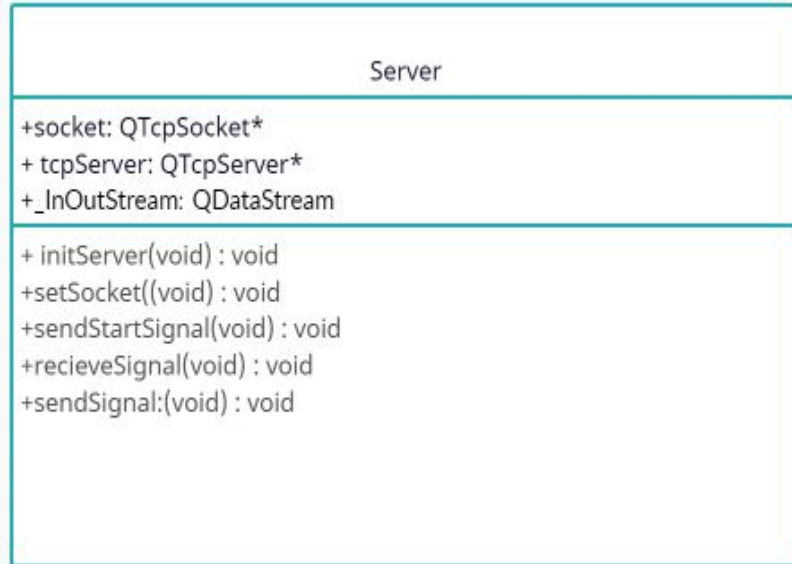 Server
+socket: QTcpSocket*
+ tcpServer: QTcpServer*
+_InOutStream: QDataStream
+ initServer(void) : void
+setSocket((void) : void
+sendStartSignal(void) : void
+recieveSignal(void) : void
+sendSignal:(void) : void